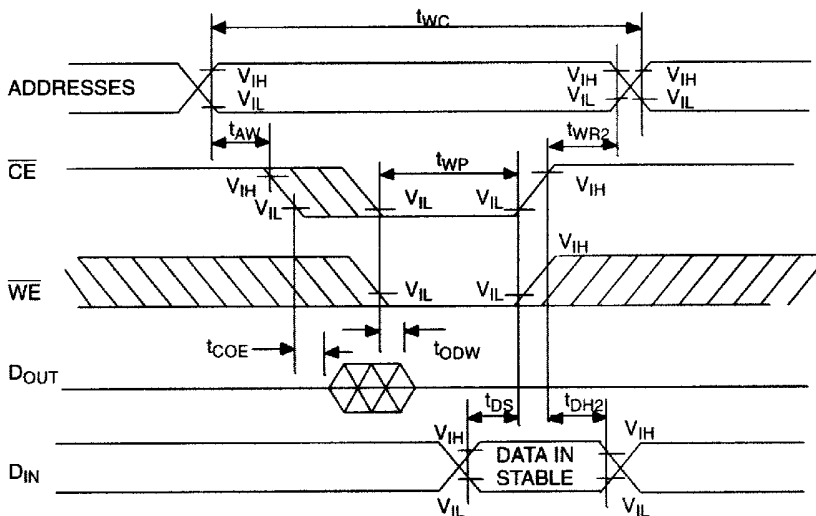 tWC
ADDRESSES
VIH
VIL
VIH
VIL
VIH
VIL
tAW
tWP
tWR2
CE
VIH
VIL
VIL
VIL
VIH
WE
VIL
VIL
VIH
tCOE
tODW
DOUT
tDS
tDH2
DIN
VIH
VIL
DATA IN
STABLE
VIH
VIL